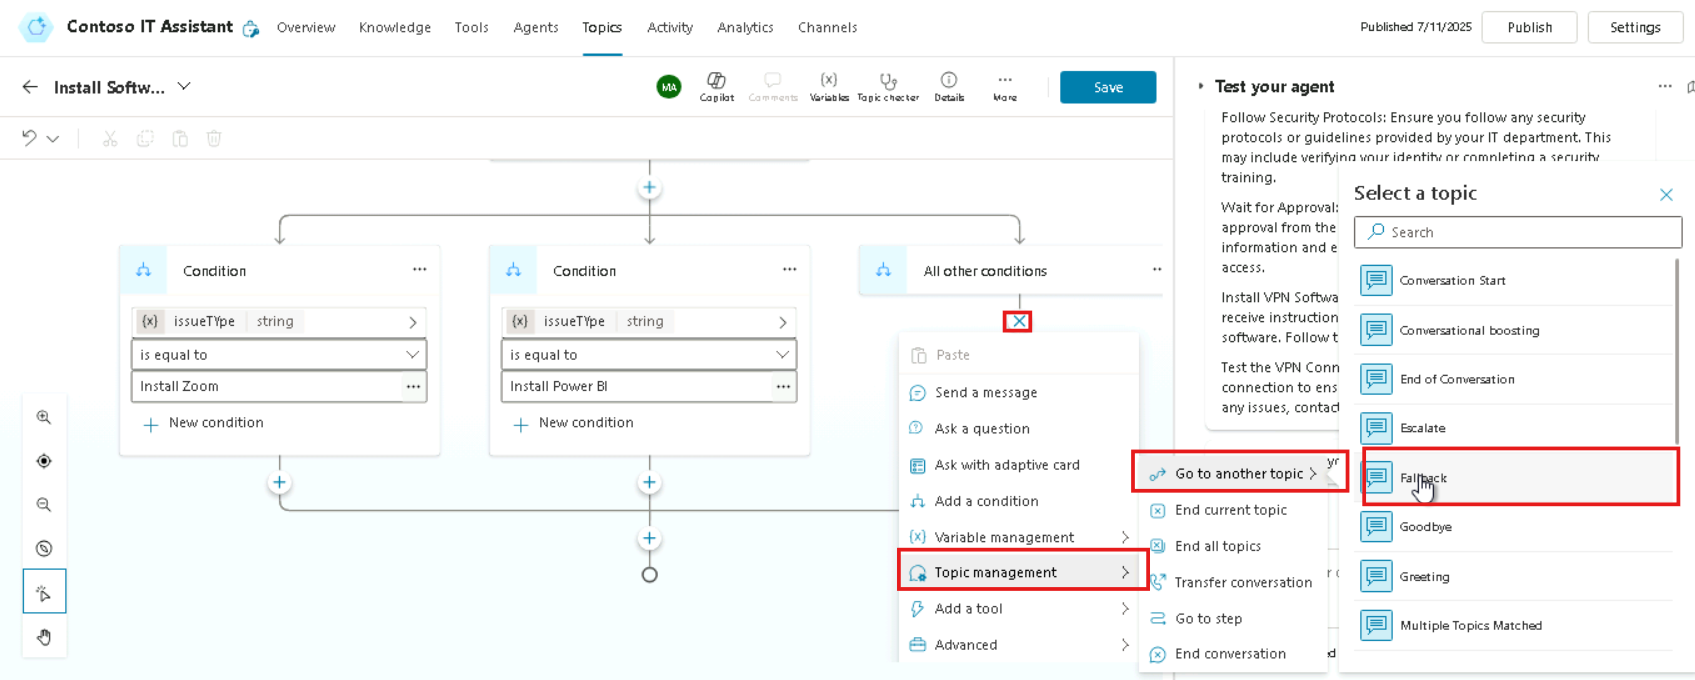 Contoso IT Assistant
Overview
Knowledge
Tools
Agents
Topics
Activity
Analytics
Channels
Published 7/11/2025
Publish
Settings
Install Softw...
MA
Copilot
Comments
Variables
Topic checker
Details
More
Save
Test your agent
Follow Security Protocols: Ensure you follow any security
protocols or guidelines provided by your IT department. This
may include verifying your identity or completing a security
training.
Wait for Approval:
approval from the
information and e
access.
Install VPN Softwa
receive instruction
software. Follow t
Test the VPN Conn
connection to ens
any issues, contact
Condition
{x} issueTYpe string
is equal to
Install Zoom
New condition
Condition
{x} issueTYpe string
is equal to
Install Power BI
New condition
All other conditions
Paste
Send a message
Ask a question
Ask with adaptive card
Add a condition
{x} Variable management
Topic management
Add a tool
Advanced
Go to another topic
End current topic
End all topics
Transfer conversation
Go to step
End conversation
Select a topic
Search
Conversation Start
Conversational boosting
End of Conversation
Escalate
Fallback
Goodbye
Greeting
Multiple Topics Matched